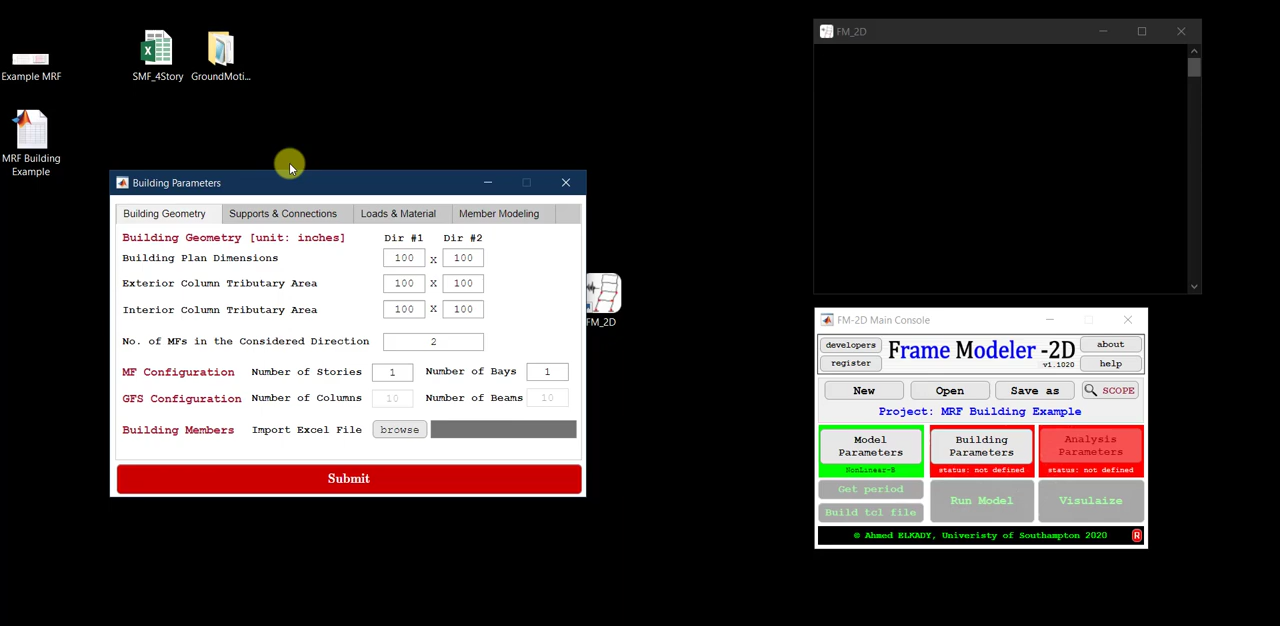 Example MRF
SMF_4Story
GroundMoti...
MRF Building
Example
FM_2D
Building Parameters
Building Geometry
Supports & Connections
Loads & Material
Member Modeling
Building Geometry [unit: inches]
Dir #1
Dir #2
Building Plan Dimensions
100
x
100
Exterior Column Tributary Area
100
X
100
Interior Column Tributary Area
100
X
100
No. of MFs in the Considered Direction
2
MF Configuration
Number of Stories
1
Number of Bays
1
GFS Configuration
Number of Columns
10
Number of Beams
10
Building Members
Import Excel File
browse
Submit
FM_2D
FM-2D Main Console
developers
register
Frame Modeler -2D
v1.1020
about
help
New
Open
Save as
SCOPE
Project: MRF Building Example
Model
Parameters
NonLinear-B
Building
Parameters
status: not defined
Analysis
Parameters
status: not defined
Get period
Build tcl file
Run Model
Visulaize
© Ahmed ELKADY, Univeristy of Southampton 2020
R